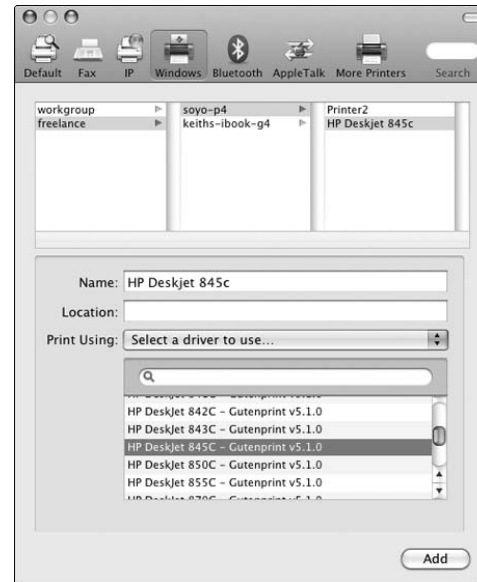 Default Fax IP Windows Bluetooth AppleTalk More Printers Search
workgroup soyo-p4 Printer2
freelance keiths-ibook-g4 HP Deskjet 845c
Name: HP Deskjet 845c
Location:
Print Using: Select a driver to use...
HP DeskJet 842C – Gutenprint v5.1.0
HP DeskJet 843C – Gutenprint v5.1.0
HP DeskJet 845C – Gutenprint v5.1.0
HP DeskJet 850C – Gutenprint v5.1.0
HP DeskJet 855C – Gutenprint v5.1.0
Add